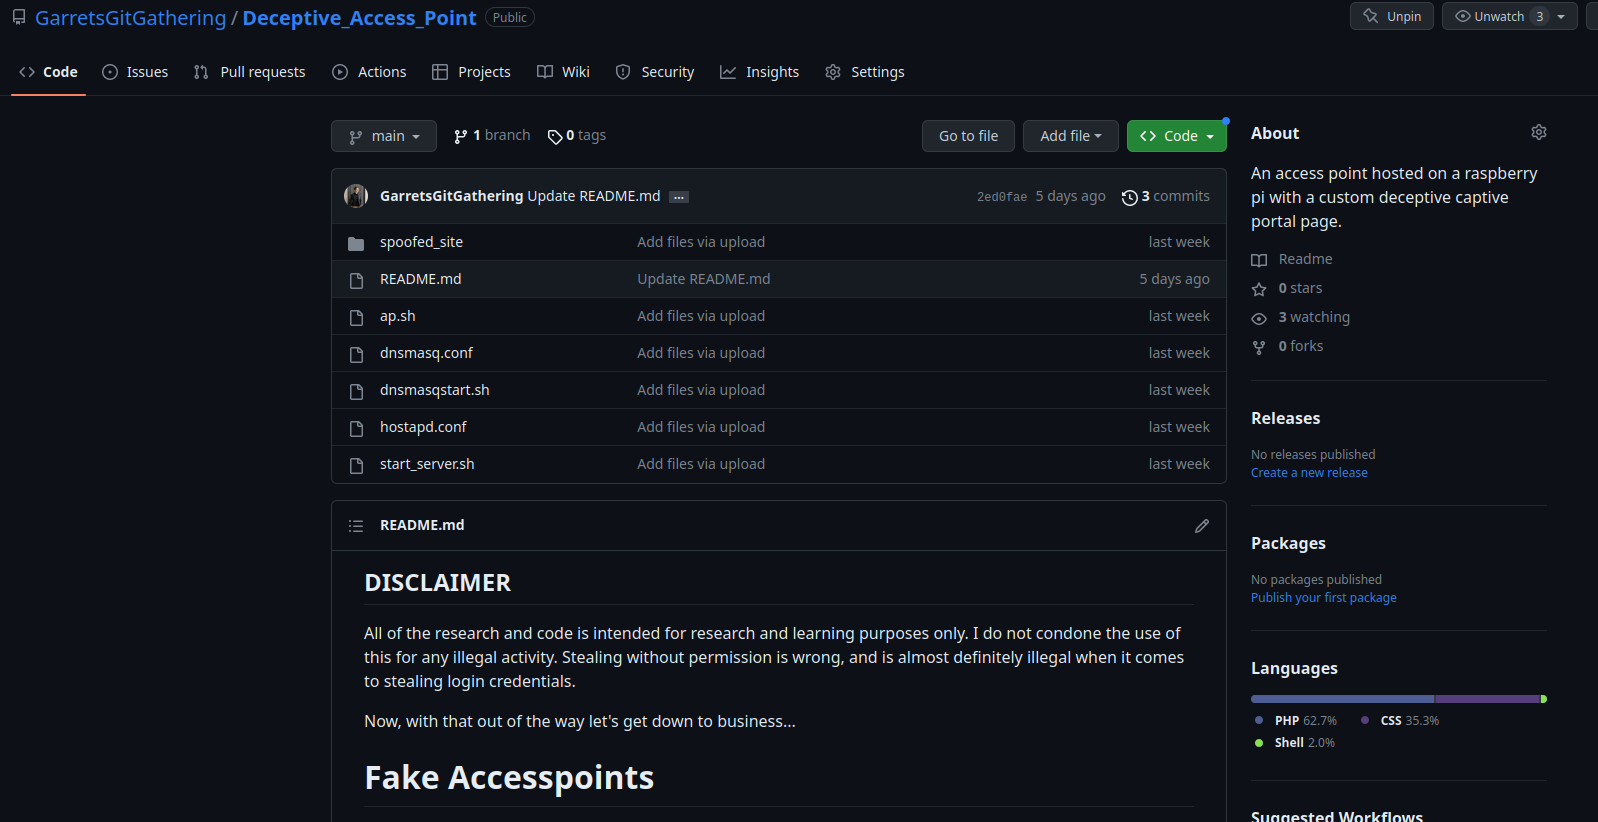 GarretsGitGathering / Deceptive_Access_Point Public
Unpin
Unwatch 3
Code
Issues
Pull requests
Actions
Projects
Wiki
Security
Insights
Settings
main
1 branch
0 tags
Go to file
Add file
Code
GarretsGitGathering Update README.md ...
2ed0fae 5 days ago
3 commits
spoofed_site Add files via upload last week
README.md Update README.md 5 days ago
ap.sh Add files via upload last week
dnsmasq.conf Add files via upload last week
dnsmasqstart.sh Add files via upload last week
hostapd.conf Add files via upload last week
start_server.sh Add files via upload last week
README.md
DISCLAIMER
All of the research and code is intended for research and learning purposes only. I do not condone the use of
this for any illegal activity. Stealing without permission is wrong, and is almost definitely illegal when it comes
to stealing login credentials.
Now, with that out of the way let's get down to business...
Fake Accesspoints
About
An access point hosted on a raspberry
pi with a custom deceptive captive
portal page.
Readme
0 stars
3 watching
0 forks
Releases
No releases published
Create a new release
Packages
No packages published
Publish your first package
Languages
PHP 62.7%
CSS 35.3%
Shell 2.0%
Suggested Workflows